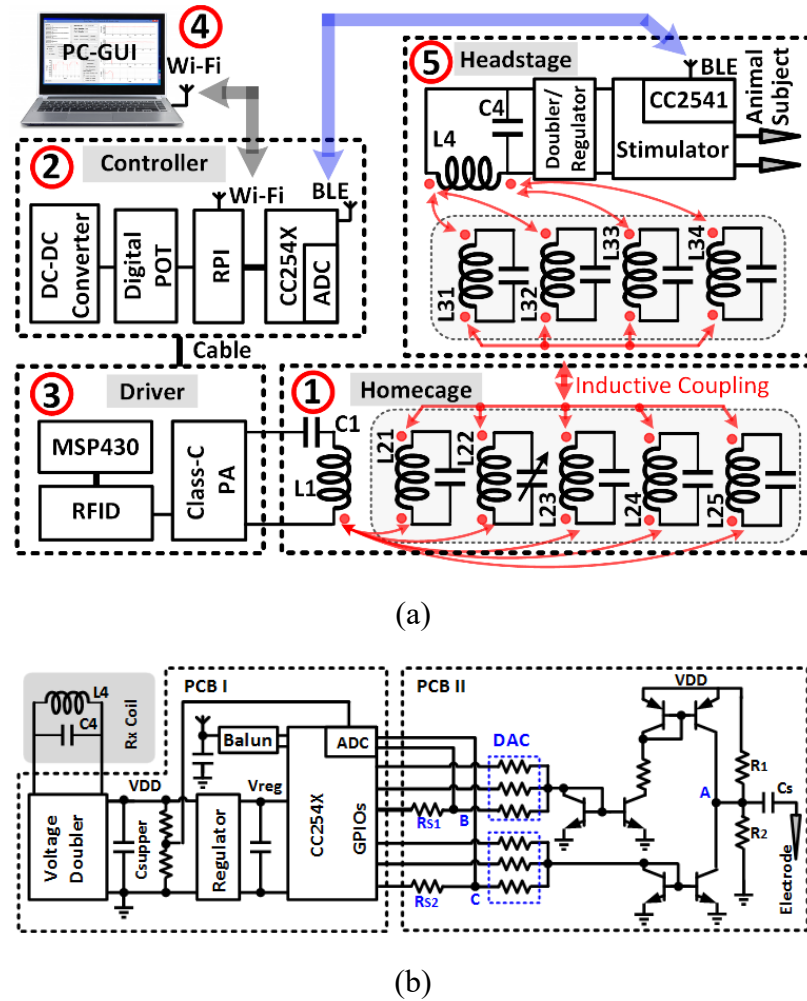 4
PC-GUI
Wi-Fi
2
Controller
Wi-Fi
BLE
DC-DC
Converter
Digital
POT
RPI
CC254X
ADC
Cable
5
Headstage
BLE
C4
L4
Doubler/
Regulator
CC2541
Stimulator
Animal
Subject
L31
L32
L33
L34
3
Driver
MSP430
RFID
Class-C
PA
1
Homecage
Inductive Coupling
C1
L1
L21
L22
L23
L24
L25
(a)
L4
C4
Rx Coil
PCB I
PCB II
Balun
ADC
DAC
VDD
VDD
Vreg
Voltage
Doubler
Csupper
Regulator
CC254X
GPIOs
RS1
B
RS2
C
A
R1
R2
Cs
Electrode
(b)